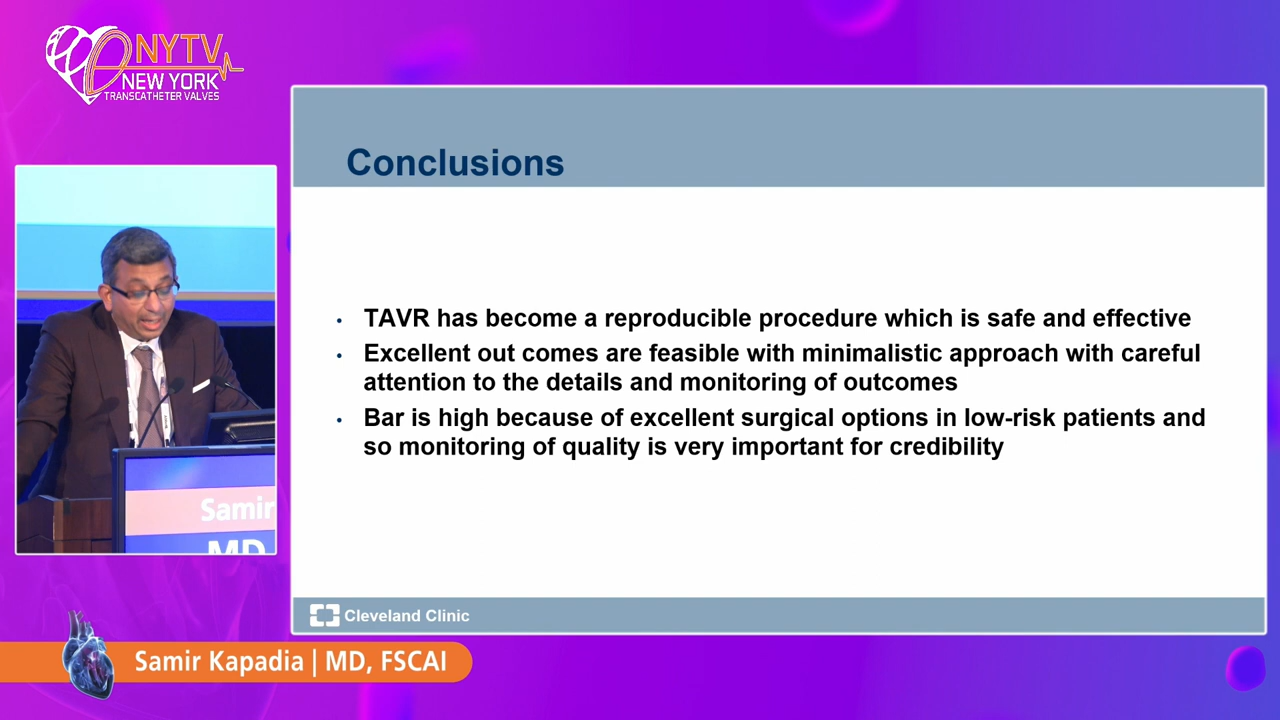 NYTV
NEW YORK
TRANSCATHETER VALVES
Conclusions
• TAVR has become a reproducible procedure which is safe and effective
• Excellent out comes are feasible with minimalistic approach with careful
attention to the details and monitoring of outcomes
• Bar is high because of excellent surgical options in low-risk patients and
so monitoring of quality is very important for credibility
Samir
MD
Cleveland Clinic
Samir Kapadia | MD, FSCAI